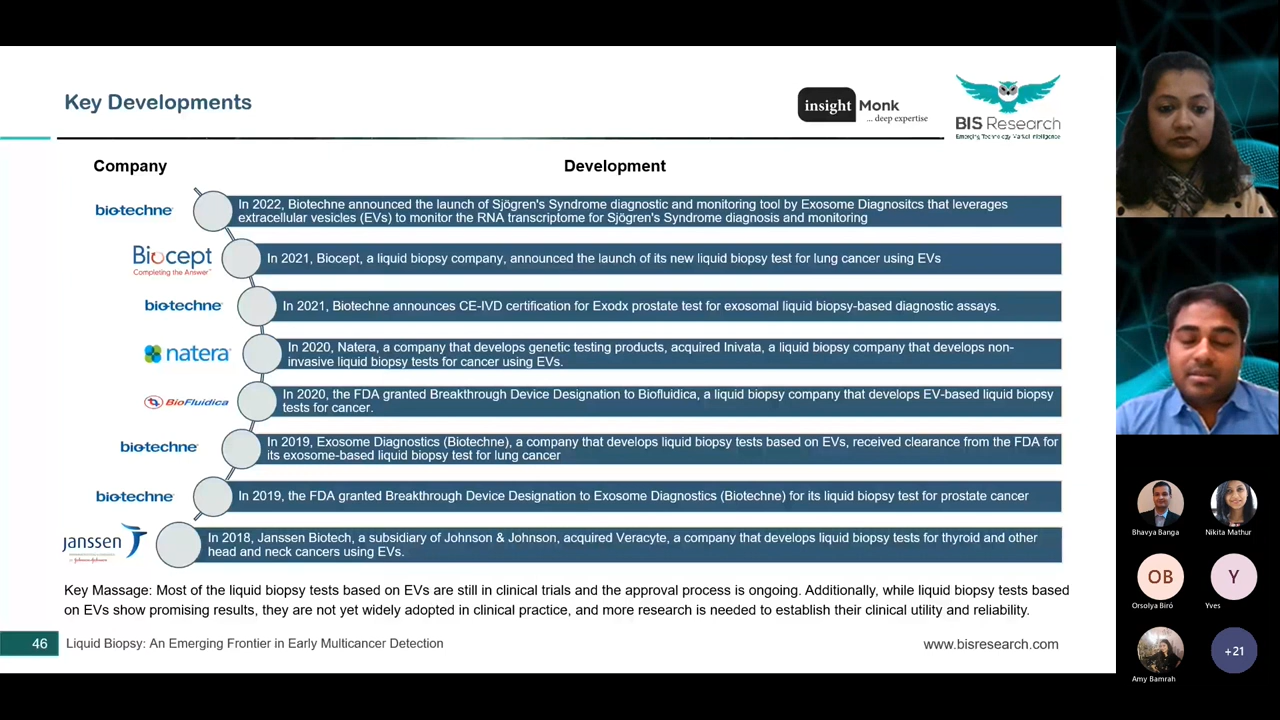 Key Developments
insight Monk
... deep expertise
BIS Research
Emerging Technology Market Intelligence
Company
Development
biotechne
In 2022, Biotechne announced the launch of Sjögren's Syndrome diagnostic and monitoring tool by Exosome Diagnositcs that leverages
extracellular vesicles (EVs) to monitor the RNA transcriptome for Sjögren's Syndrome diagnosis and monitoring
Biocept
Completing the Answer
In 2021, Biocept, a liquid biopsy company, announced the launch of its new liquid biopsy test for lung cancer using EVs
biotechne
In 2021, Biotechne announces CE-IVD certification for Exodx prostate test for exosomal liquid biopsy-based diagnostic assays.
natera
In 2020, Natera, a company that develops genetic testing products, acquired Inivata, a liquid biopsy company that develops non-
invasive liquid biopsy tests for cancer using EVs.
BioFluidica
In 2020, the FDA granted Breakthrough Device Designation to Biofluidica, a liquid biopsy company that develops EV-based liquid biopsy
tests for cancer.
biotechne
In 2019, Exosome Diagnostics (Biotechne), a company that develops liquid biopsy tests based on EVs, received clearance from the FDA for
its exosome-based liquid biopsy test for lung cancer
biotechne
In 2019, the FDA granted Breakthrough Device Designation to Exosome Diagnostics (Biotechne) for its liquid biopsy test for prostate cancer
janssen
In 2018, Janssen Biotech, a subsidiary of Johnson & Johnson, acquired Veracyte, a company that develops liquid biopsy tests for thyroid and other
head and neck cancers using EVs.
Key Massage: Most of the liquid biopsy tests based on EVs are still in clinical trials and the approval process is ongoing. Additionally, while liquid biopsy tests based
on EVs show promising results, they are not yet widely adopted in clinical practice, and more research is needed to establish their clinical utility and reliability.
46
Liquid Biopsy: An Emerging Frontier in Early Multicancer Detection
www.bisresearch.com
Bhavya Banga
Nikita Mathur
OB
Y
Orsolya Biró
Yves
+21
Amy Bamrah